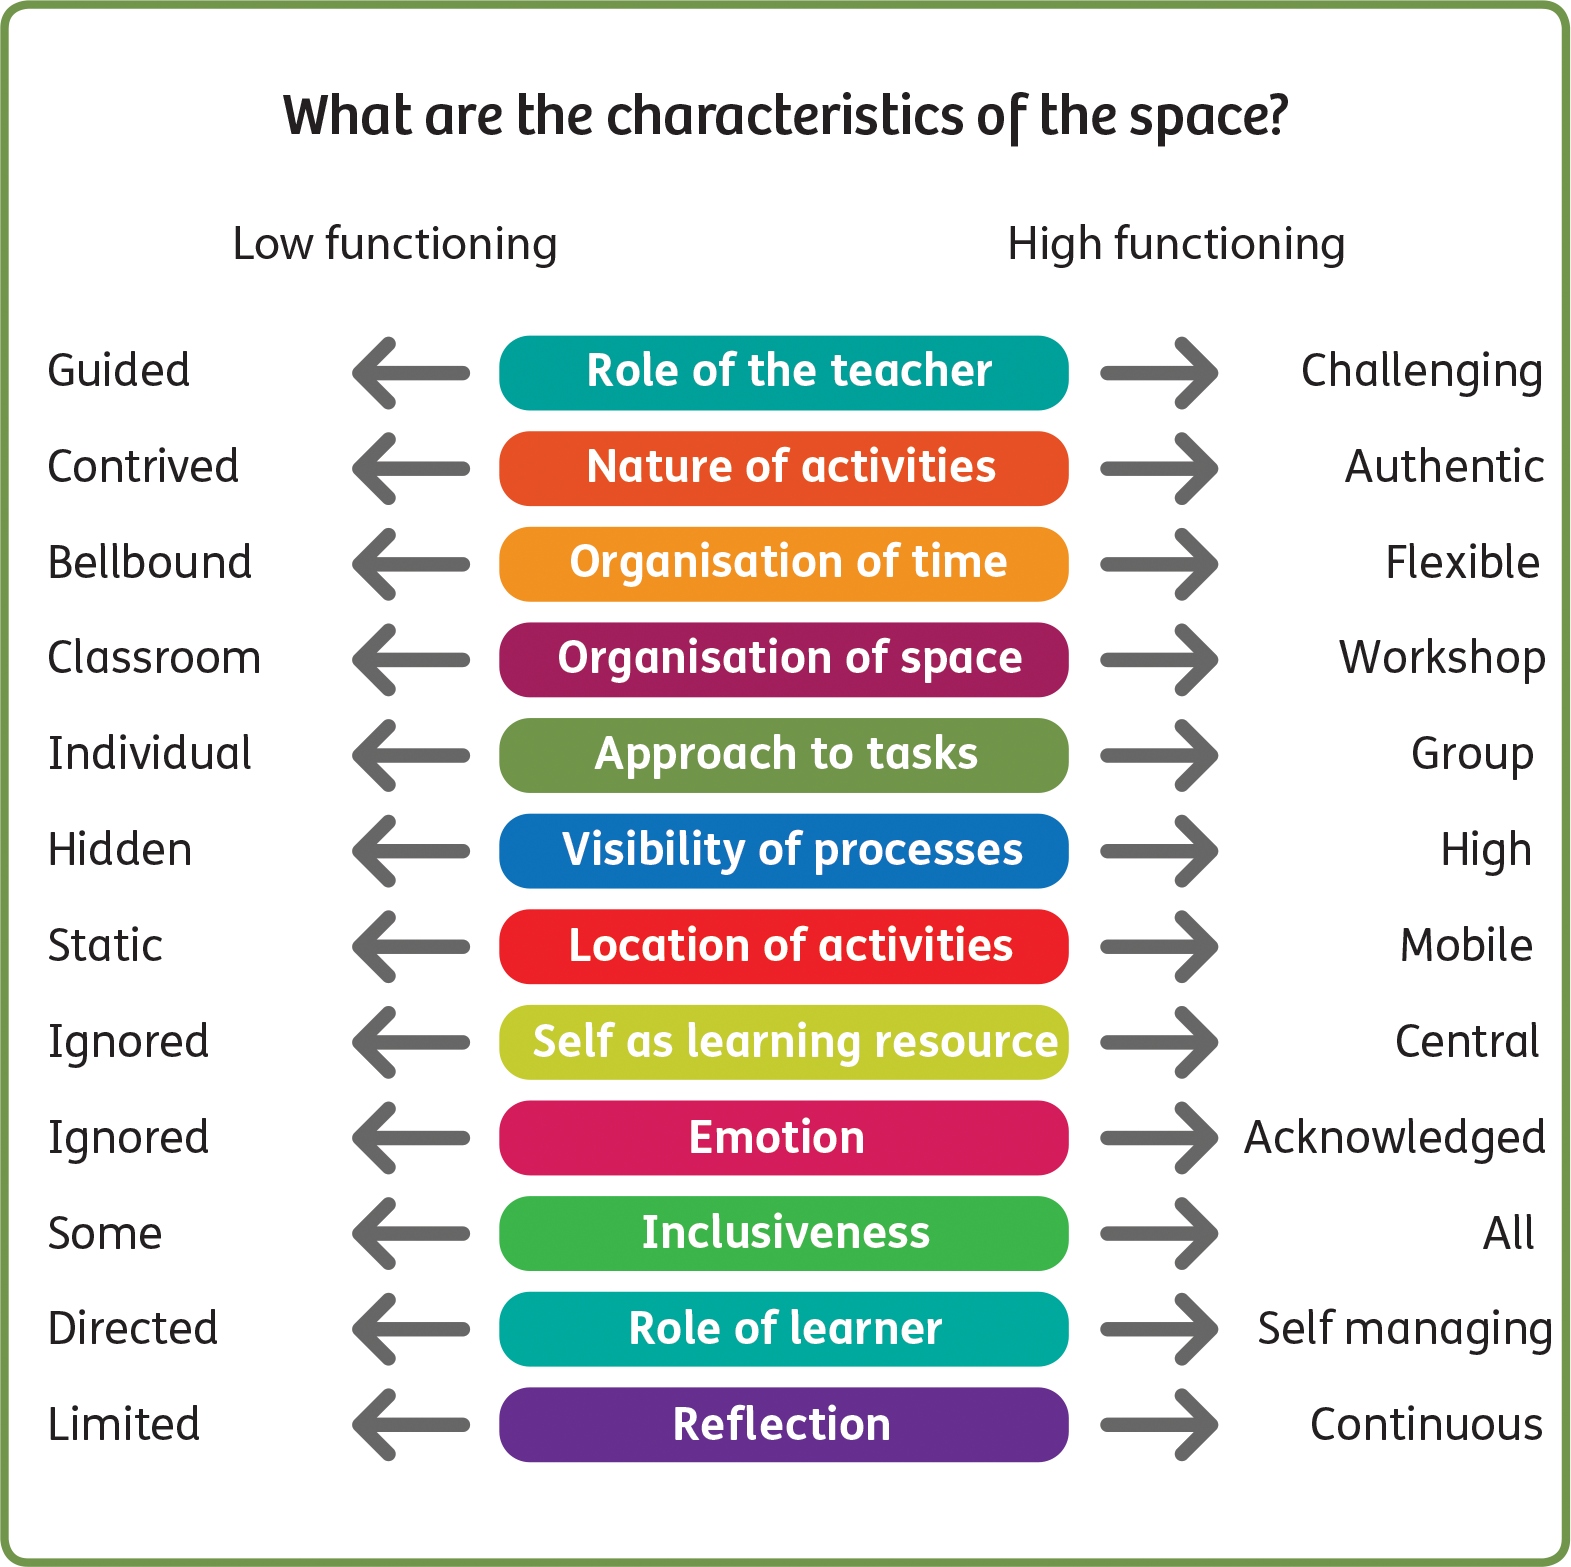 What are the characteristics of the space?
Low functioning High functioning
Guided Role of the teacher Challenging
Contrived Nature of activities Authentic
Bellbound Organisation of time Flexible
Classroom Organisation of space Workshop
Individual Approach to tasks Group
Hidden Visibility of processes High
Static Location of activities Mobile
Ignored Self as learning resource Central
Ignored Emotion Acknowledged
Some Inclusiveness All
Directed Role of learner Self managing
Limited Reflection Continuous